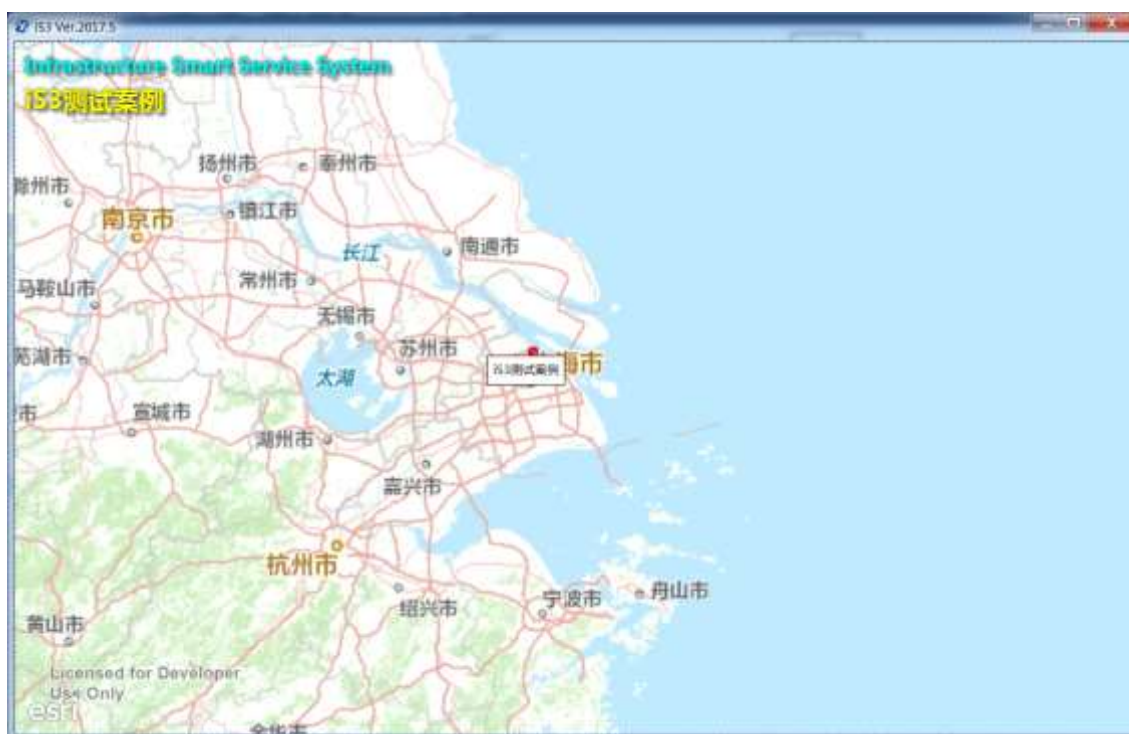 iS3 Ver.2017.5
Infrastructure Smart Service System
iS3测试案例
扬州市
泰州市
滁州市
南京市
镇江市
长江
南通市
常州市
马鞍山市
无锡市
芜湖市
苏州市
海市
iS3测试案例
太湖
市
宣城市
湖州市
嘉兴市
杭州市
绍兴市
宁波市
舟山市
黄山市
Licensed for Developer
Use Only
esri
金华市